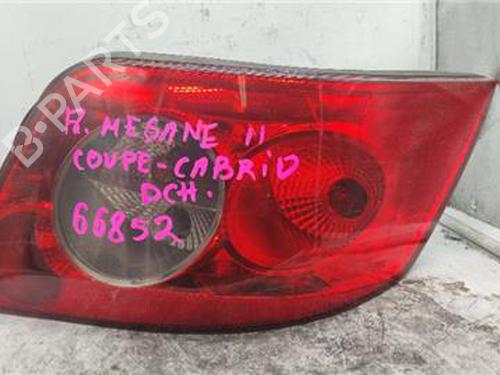 B-PARTS
R. MEGANE II
COUPE-CABRIO
DCH.
66852